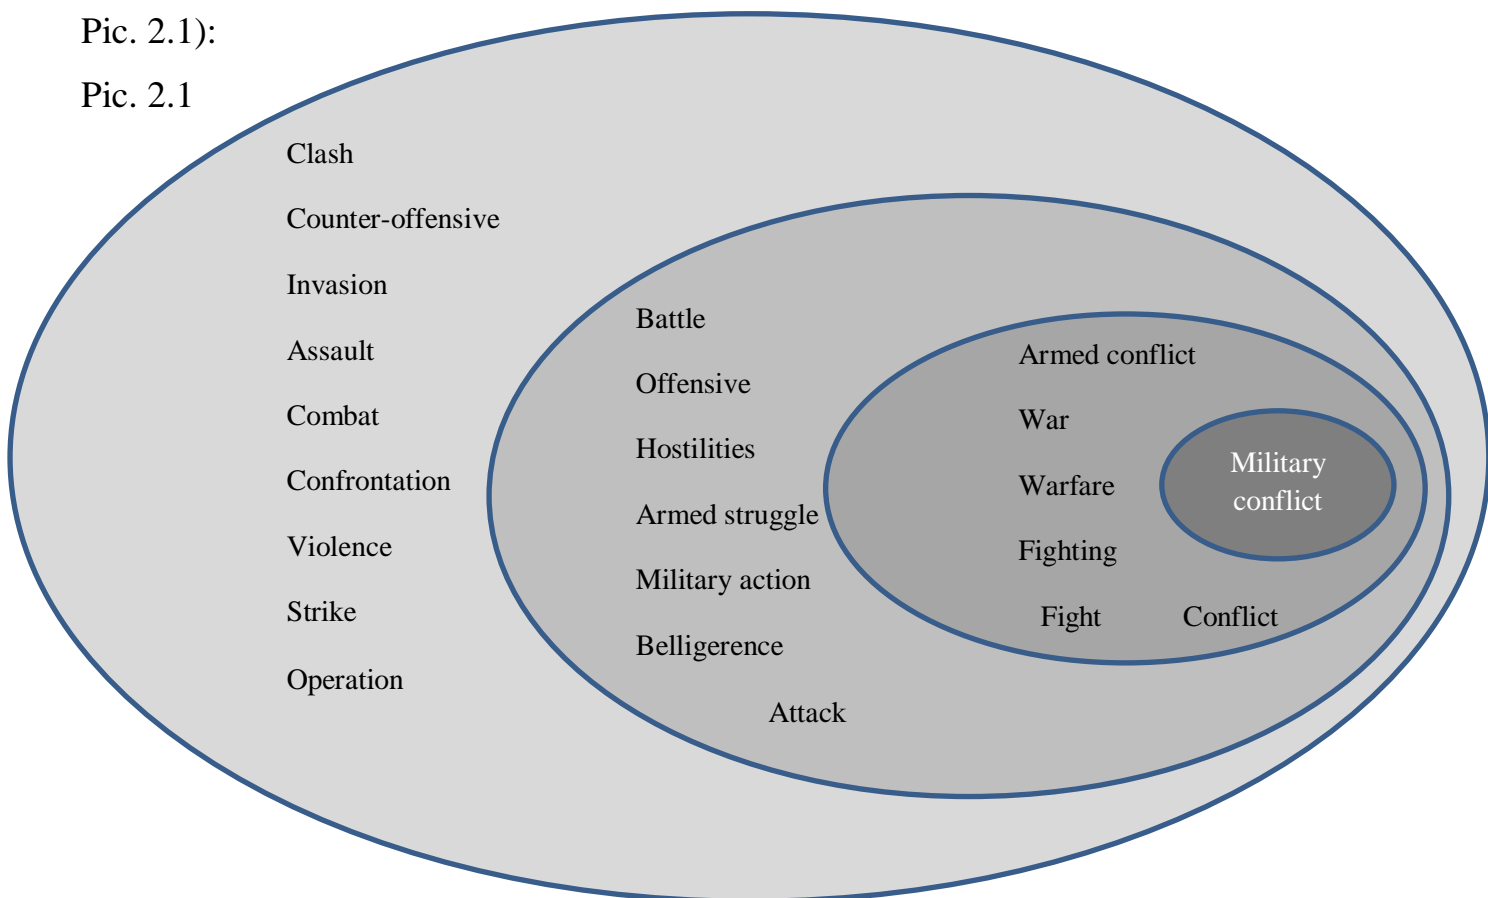 Pic. 2.1):
Pic. 2.1
Clash
Counter-offensive
Invasion
Assault
Combat
Confrontation
Violence
Strike
Operation
Battle
Offensive
Hostilities
Armed struggle
Military action
Belligerence
Attack
Armed conflict
War
Warfare
Fighting
Fight Conflict
Military
conflict